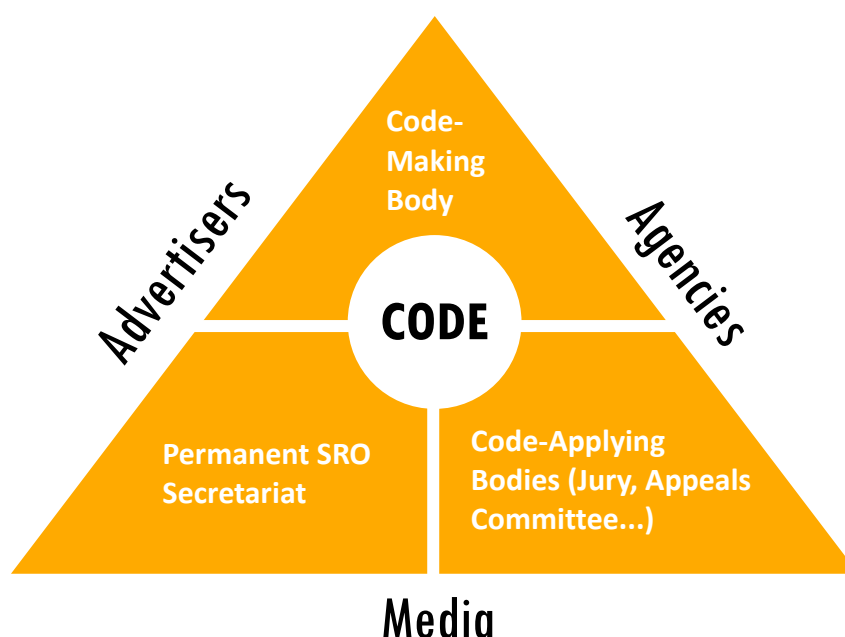 Code-
Making
Body
Advertisers
Agencies
CODE
Permanent SRO
Secretariat
Code-Applying
Bodies (Jury, Appeals
Committee...)
Media